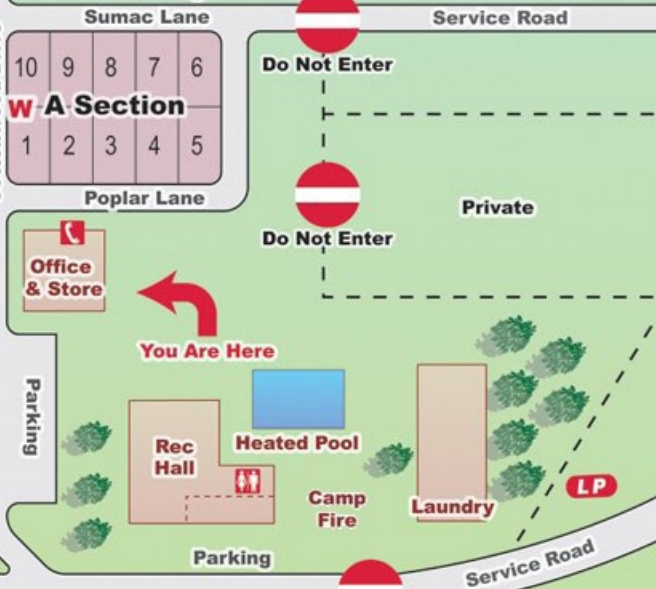 Sumac Lane
Service Road
Do Not Enter
10 9 8 7 6
W A Section
1 2 3 4 5
Poplar Lane
Private
Do Not Enter
Office
& Store
You Are Here
Parking
Heated Pool
Rec
Hall
Camp
Fire
Laundry
LP
Parking
Service Road